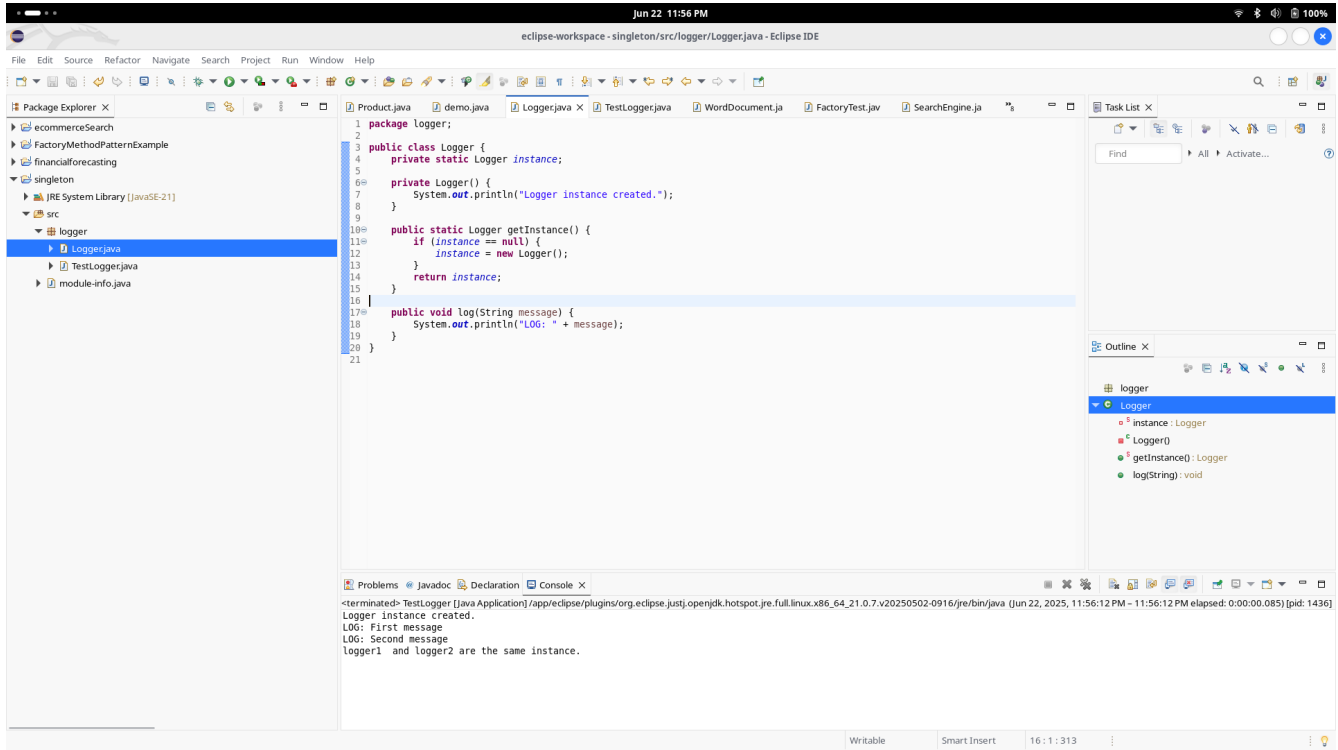 Jun 22 11:56 PM
100%
eclipse-workspace - singleton/src/logger/Logger.java - Eclipse IDE
File Edit Source Refactor Navigate Search Project Run Window Help
Package Explorer
ecommerceSearch
FactoryMethodPatternExample
financialforecasting
singleton
JRE System Library [JavaSE-21]
src
logger
Logger.java
TestLogger.java
module-info.java
Product.java demo.java Logger.java TestLogger.java WordDocument.ja FactoryTest.jav SearchEngine.ja »8
1 package logger;
2
3 public class Logger {
4 private static Logger instance;
5
6 private Logger() {
7 System.out.println("Logger instance created.");
8 }
9
10 public static Logger getInstance() {
11 if (instance == null) {
12 instance = new Logger();
13 }
14 return instance;
15 }
16
17 public void log(String message) {
18 System.out.println("LOG: " + message);
19 }
20 }
21
Task List
Find All Activate...
Outline
logger
Logger
instance : Logger
Logger()
getInstance() : Logger
log(String) : void
Problems Javadoc Declaration Console
<terminated> TestLogger [Java Application] /app/eclipse/plugins/org.eclipse.justj.openjdk.hotspot.jre.full.linux.x86_64_21.0.7.v20250502-0916/jre/bin/java (Jun 22, 2025, 11:56:12 PM – 11:56:12 PM elapsed: 0:00:00.085) [pid: 1436]
Logger instance created.
LOG: First message
LOG: Second message
logger1  and logger2 are the same instance.
Writable Smart Insert 16 : 1 : 313